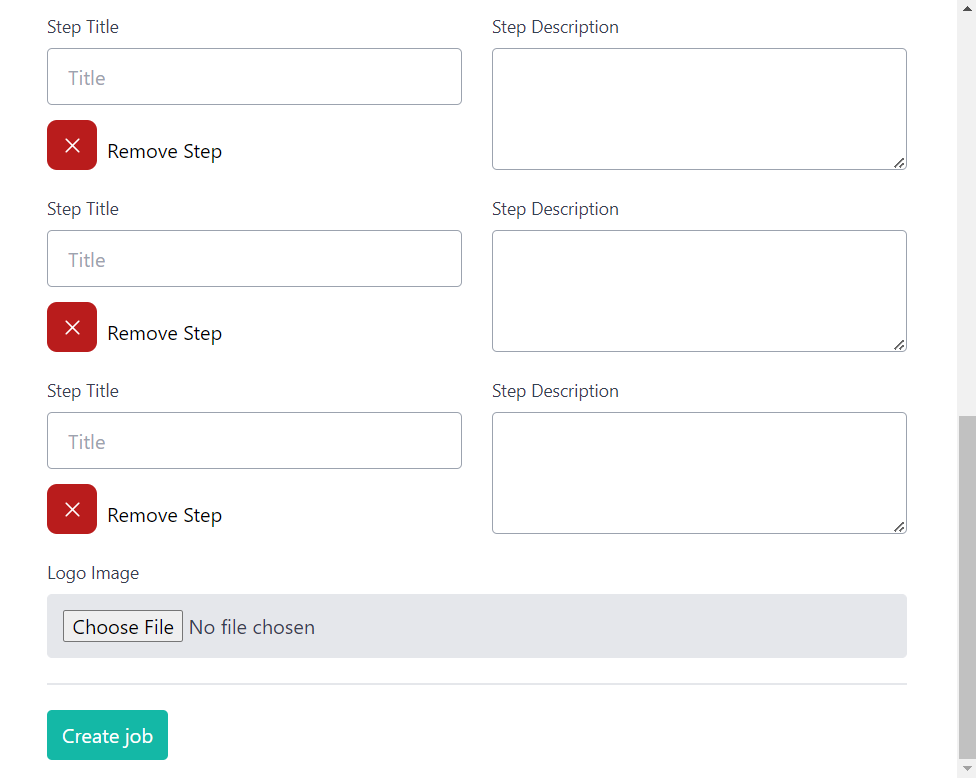 Step Title
Step Description
Title
Remove Step
Step Title
Step Description
Title
Remove Step
Step Title
Step Description
Title
Remove Step
Logo Image
Choose File No file chosen
Create job